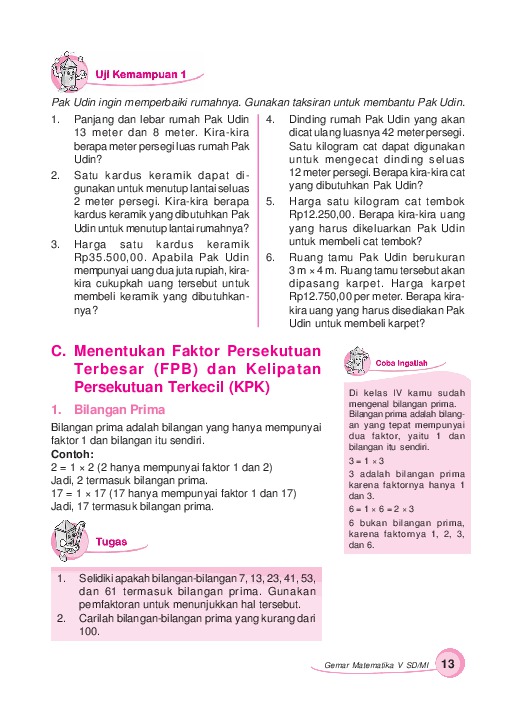 Uji Kemampuan 1
Pak Udin ingin memperbaiki rumahnya. Gunakan taksiran untuk membantu Pak Udin.
1. Panjang dan lebar rumah Pak Udin
13 meter dan 8 meter. Kira-kira
berapa meter persegi luas rumah Pak
Udin?
2. Satu kardus keramik dapat di-
gunakan untuk menutup lantai seluas
2 meter persegi. Kira-kira berapa
kardus keramik yang dibutuhkan Pak
Udin untuk menutup lantai rumahnya?
3. Harga satu kardus keramik
Rp35.500,00. Apabila Pak Udin
mempunyai uang dua juta rupiah, kira-
kira cukupkah uang tersebut untuk
membeli keramik yang dibutuhkan-
nya?
4. Dinding rumah Pak Udin yang akan
dicat ulang luasnya 42 meter persegi.
Satu kilogram cat dapat digunakan
untuk mengecat dinding seluas
12 meter persegi. Berapa kira-kira cat
yang dibutuhkan Pak Udin?
5. Harga satu kilogram cat tembok
Rp12.250,00. Berapa kira-kira uang
yang harus dikeluarkan Pak Udin
untuk membeli cat tembok?
6. Ruang tamu Pak Udin berukuran
3 m × 4 m. Ruang tamu tersebut akan
dipasang karpet. Harga karpet
Rp12.750,00 per meter. Berapa kira-
kira uang yang harus disediakan Pak
Udin untuk membeli karpet?
C. Menentukan Faktor Persekutuan
Terbesar (FPB) dan Kelipatan
Persekutuan Terkecil (KPK)
1. Bilangan Prima
Bilangan prima adalah bilangan yang hanya mempunyai
faktor 1 dan bilangan itu sendiri.
Contoh:
2 = 1 × 2 (2 hanya mempunyai faktor 1 dan 2)
Jadi, 2 termasuk bilangan prima.
17 = 1 × 17 (17 hanya mempunyai faktor 1 dan 17)
Jadi, 17 termasuk bilangan prima.
Coba Ingatlah
Di kelas IV kamu sudah
mengenal bilangan prima.
Bilangan prima adalah bilang-
an yang tepat mempunyai
dua faktor, yaitu 1 dan
bilangan itu sendiri.
3 = 1 × 3
3 adalah bilangan prima
karena faktornya hanya 1
dan 3.
6 = 1 × 6 = 2 × 3
6 bukan bilangan prima,
karena faktornya 1, 2, 3,
dan 6.
Tugas
1. Selidiki apakah bilangan-bilangan 7, 13, 23, 41, 53,
dan 61 termasuk bilangan prima. Gunakan
pemfaktoran untuk menunjukkan hal tersebut.
2. Carilah bilangan-bilangan prima yang kurang dari
100.
Gemar Matematika V SD/MI 13